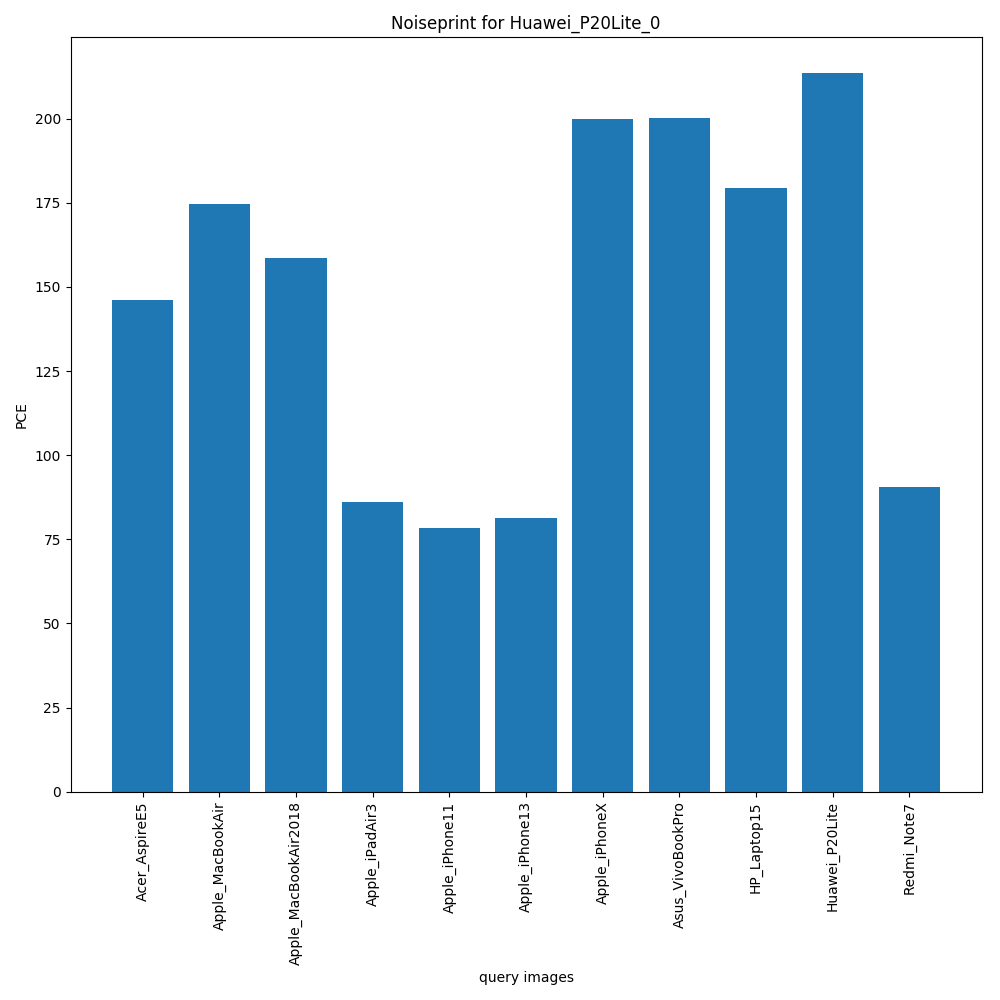 Noiseprint for Huawei_P20Lite_0
PCE
200
175
150
125
100
75
50
25
0
Acer_AspireE5
Apple_MacBookAir
Apple_MacBookAir2018
Apple_iPadAir3
Apple_iPhone11
Apple_iPhone13
Apple_iPhoneX
Asus_VivoBookPro
HP_Laptop15
Huawei_P20Lite
Redmi_Note7
query images